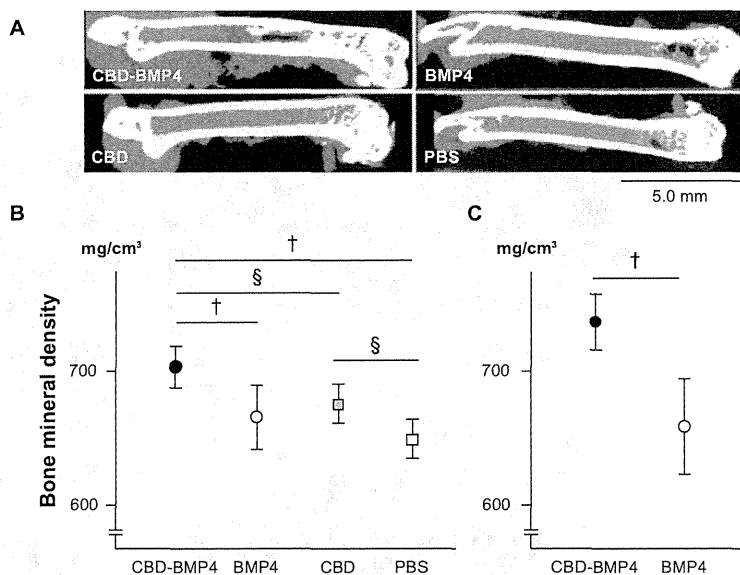 A
CBD-BMP4
BMP4
CBD
PBS
5.0 mm
B
C
mg/cm³
mg/cm³
†
†
§
†
§
Bone mineral density
700
700
600
600
CBD-BMP4 BMP4 CBD PBS
CBD-BMP4 BMP4